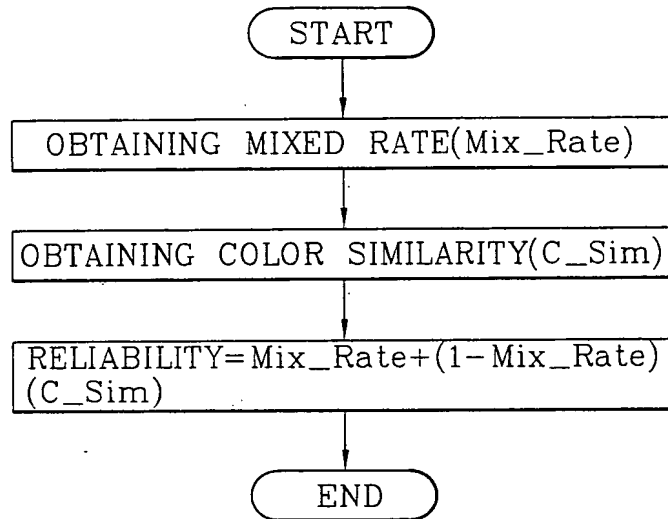 START
OBTAINING MIXED RATE(Mix_Rate)
OBTAINING COLOR SIMILARITY(C_Sim)
RELIABILITY=Mix_Rate+(1-Mix_Rate)
(C_Sim)
END